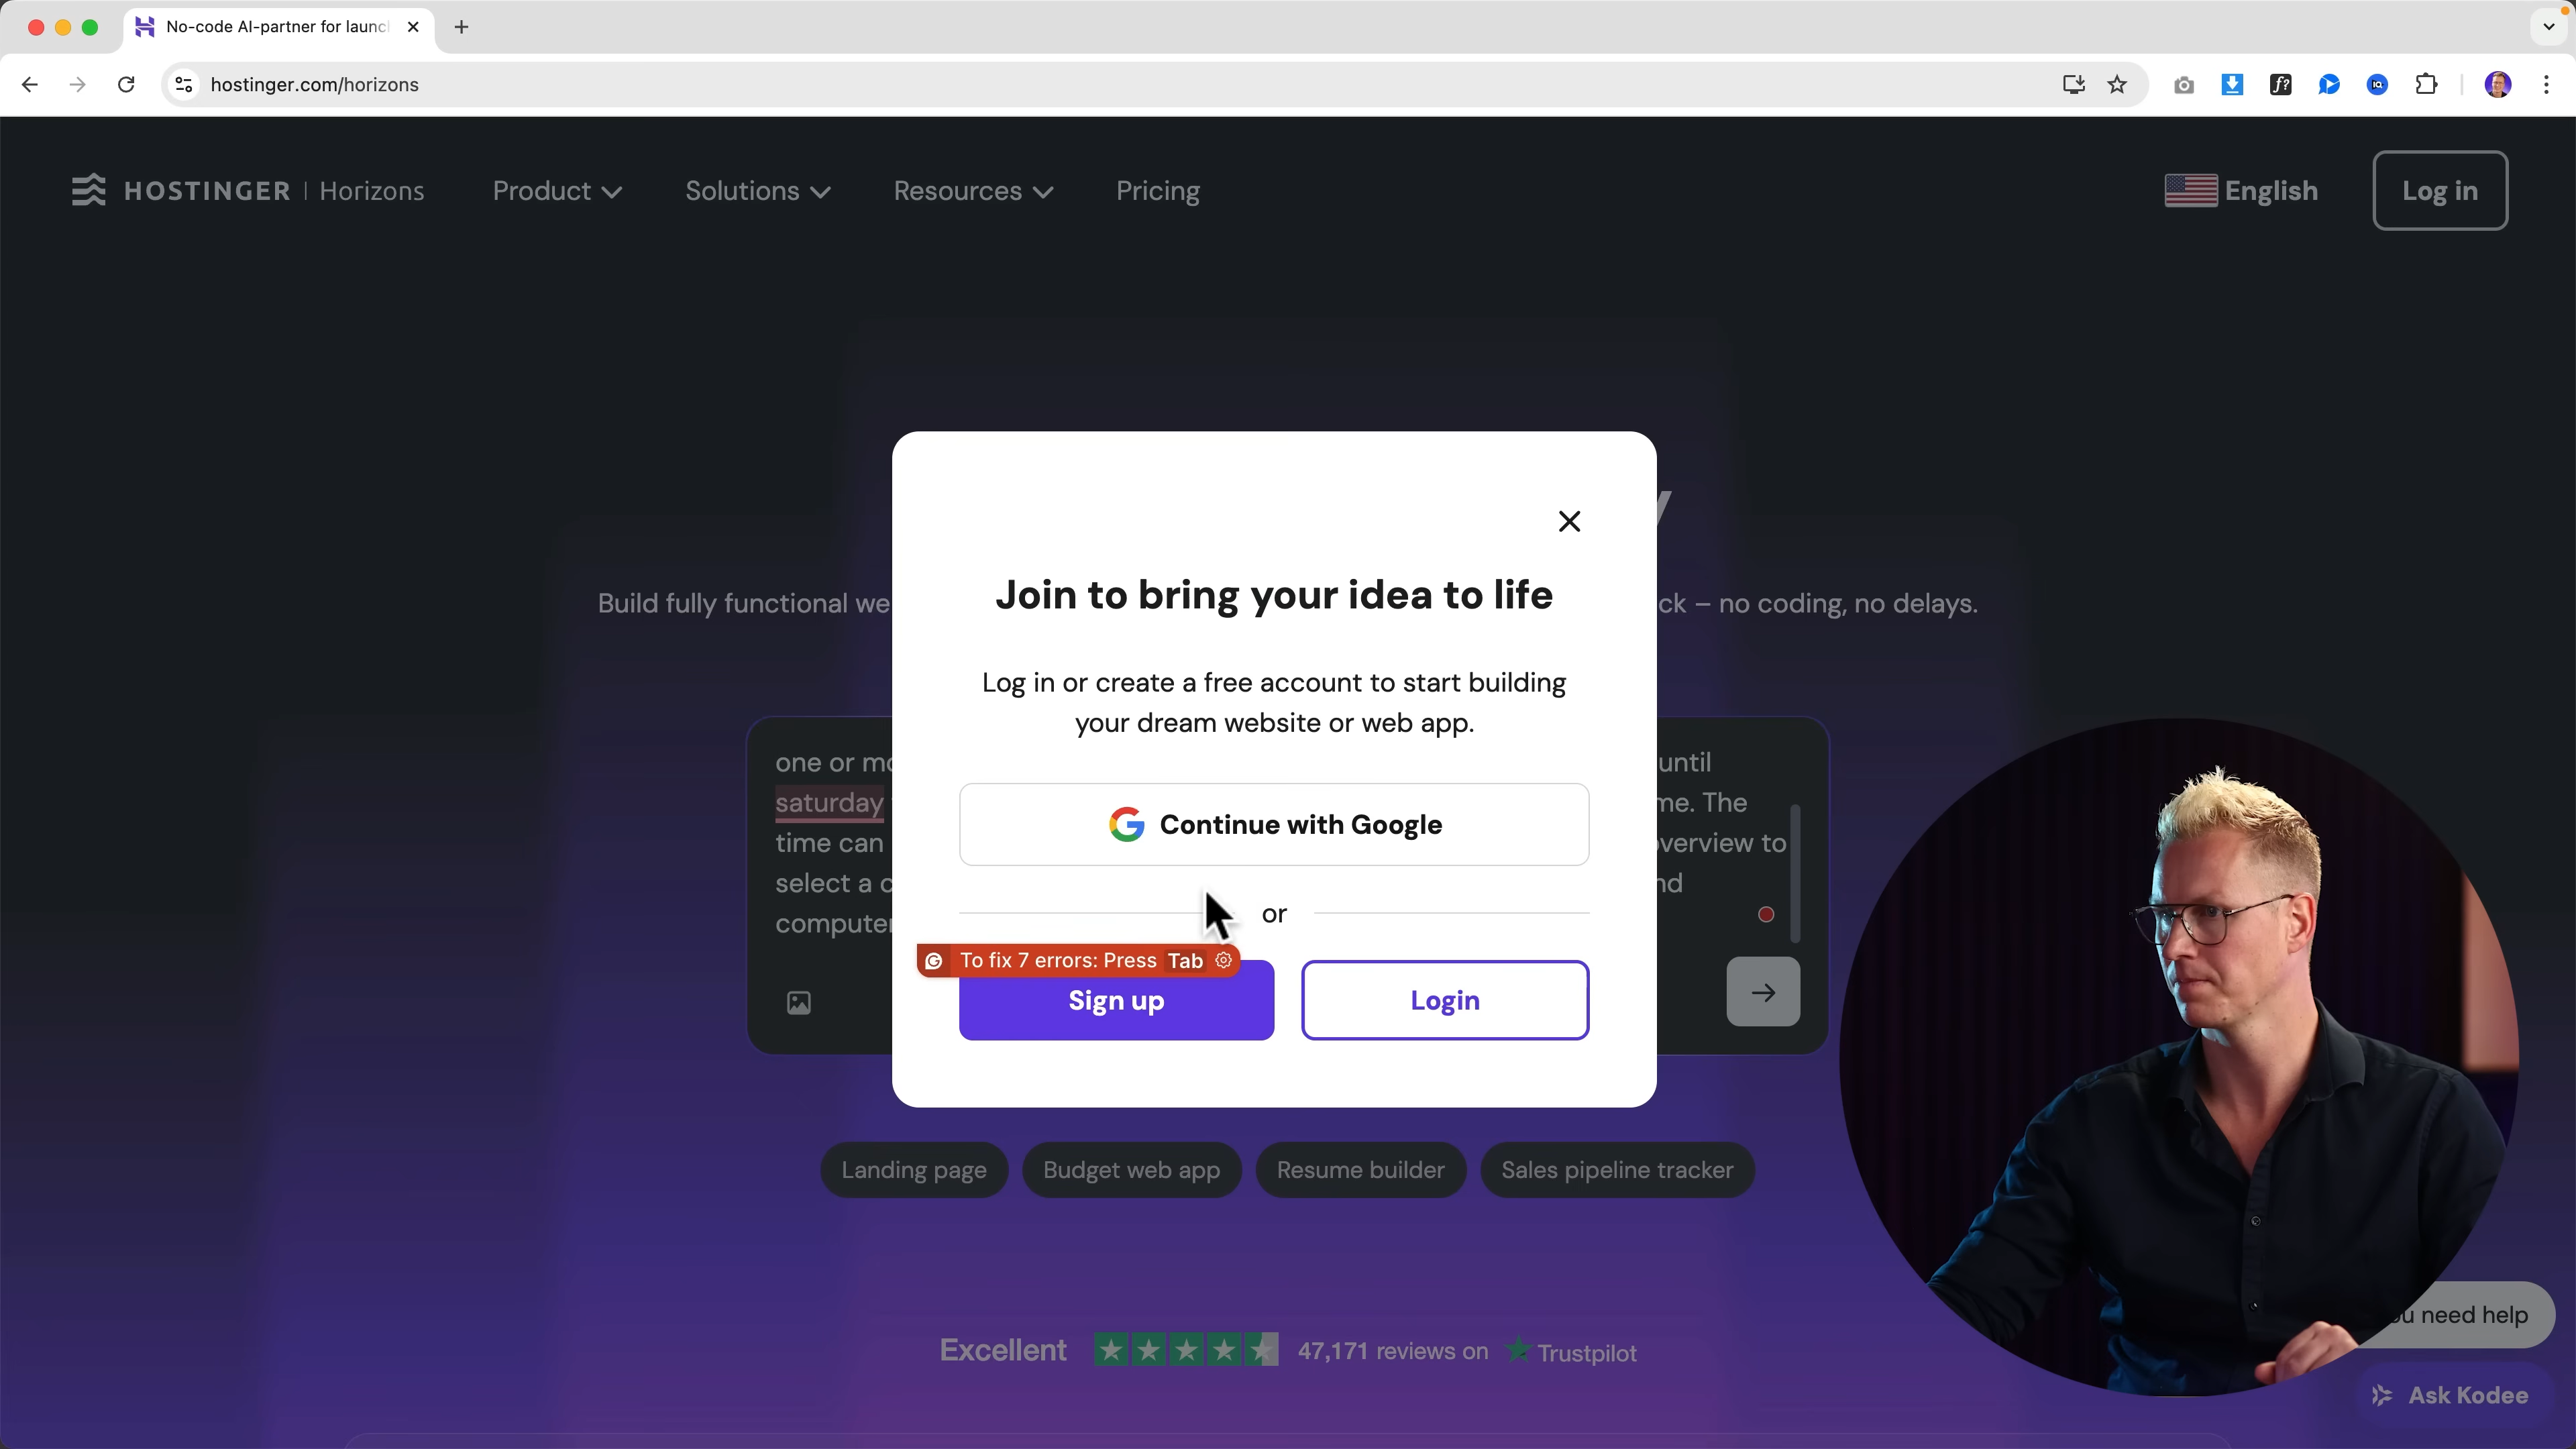 No-code AI-partner for launc
hostinger.com/horizons
HOSTINGER | Horizons
Product
Solutions
Resources
Pricing
English
Log in
Join to bring your idea to life
Build fully functional we
ck – no coding, no delays.
Log in or create a free account to start building
your dream website or web app.
one or mo
until
saturday
me. The
time can
overview to
select a c
nd
computer
Continue with Google
or
To fix 7 errors: Press Tab
Sign up
Login
Landing page
Budget web app
Resume builder
Sales pipeline tracker
Excellent
47,171 reviews on
Trustpilot
u need help
Ask Kodee